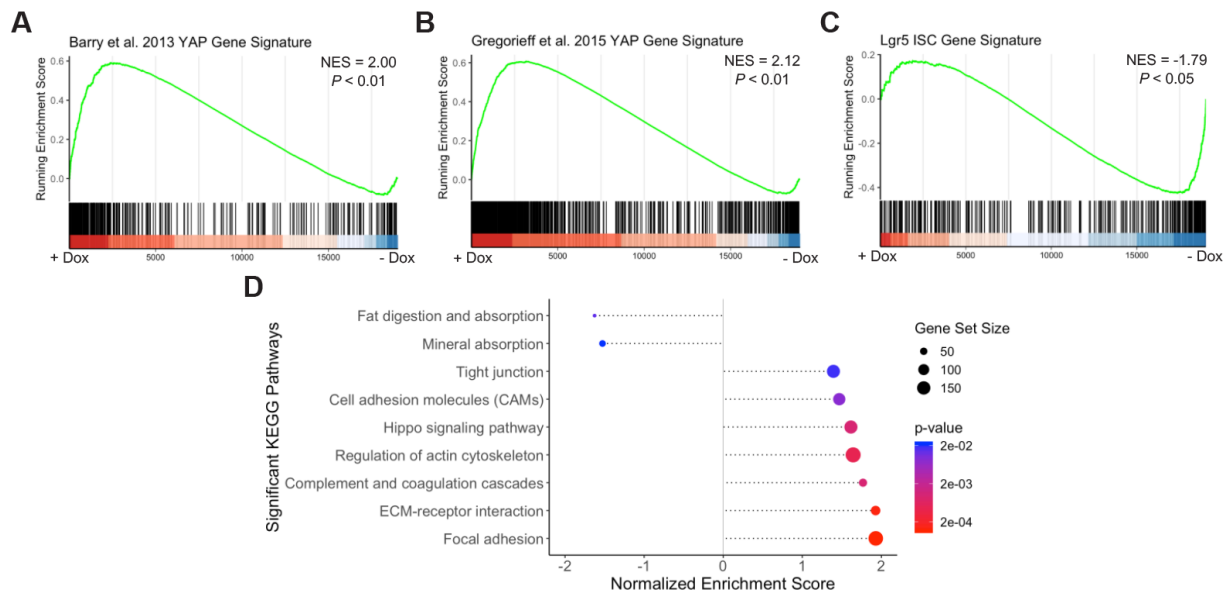 A
Barry et al. 2013 YAP Gene Signature
NES = 2.00
P < 0.01
Running Enrichment Score
0.6
0.4
0.2
0.0
+ Dox
5000
10000
15000
- Dox
B
Gregorieff et al. 2015 YAP Gene Signature
NES = 2.12
P < 0.01
Running Enrichment Score
0.6
0.4
0.2
0.0
+ Dox
5000
10000
15000
- Dox
C
Lgr5 ISC Gene Signature
NES = -1.79
P < 0.05
Running Enrichment Score
0.2
0.0
-0.2
-0.4
+ Dox
5000
10000
15000
- Dox
D
Significant KEGG Pathways
Fat digestion and absorption
Mineral absorption
Tight junction
Cell adhesion molecules (CAMs)
Hippo signaling pathway
Regulation of actin cytoskeleton
Complement and coagulation cascades
ECM-receptor interaction
Focal adhesion
-2
-1
0
1
2
Normalized Enrichment Score
Gene Set Size
50
100
150
p-value
2e-02
2e-03
2e-04